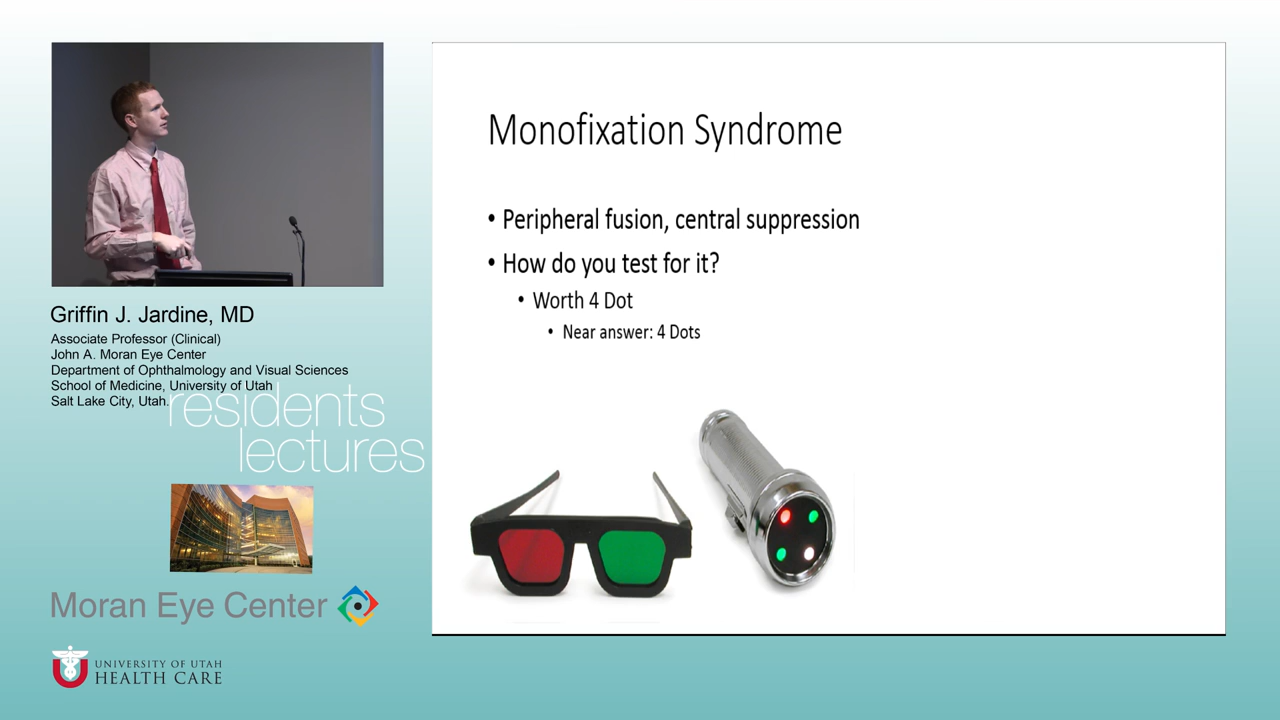 Griffin J. Jardine, MD
Associate Professor (Clinical)
John A. Moran Eye Center
Department of Ophthalmology and Visual Sciences
School of Medicine, University of Utah
Salt Lake City, Utah.
residents
lectures
Moran Eye Center
UNIVERSITY OF UTAH
HEALTH CARE
Monofixation Syndrome
• Peripheral fusion, central suppression
• How do you test for it?
• Worth 4 Dot
• Near answer: 4 Dots